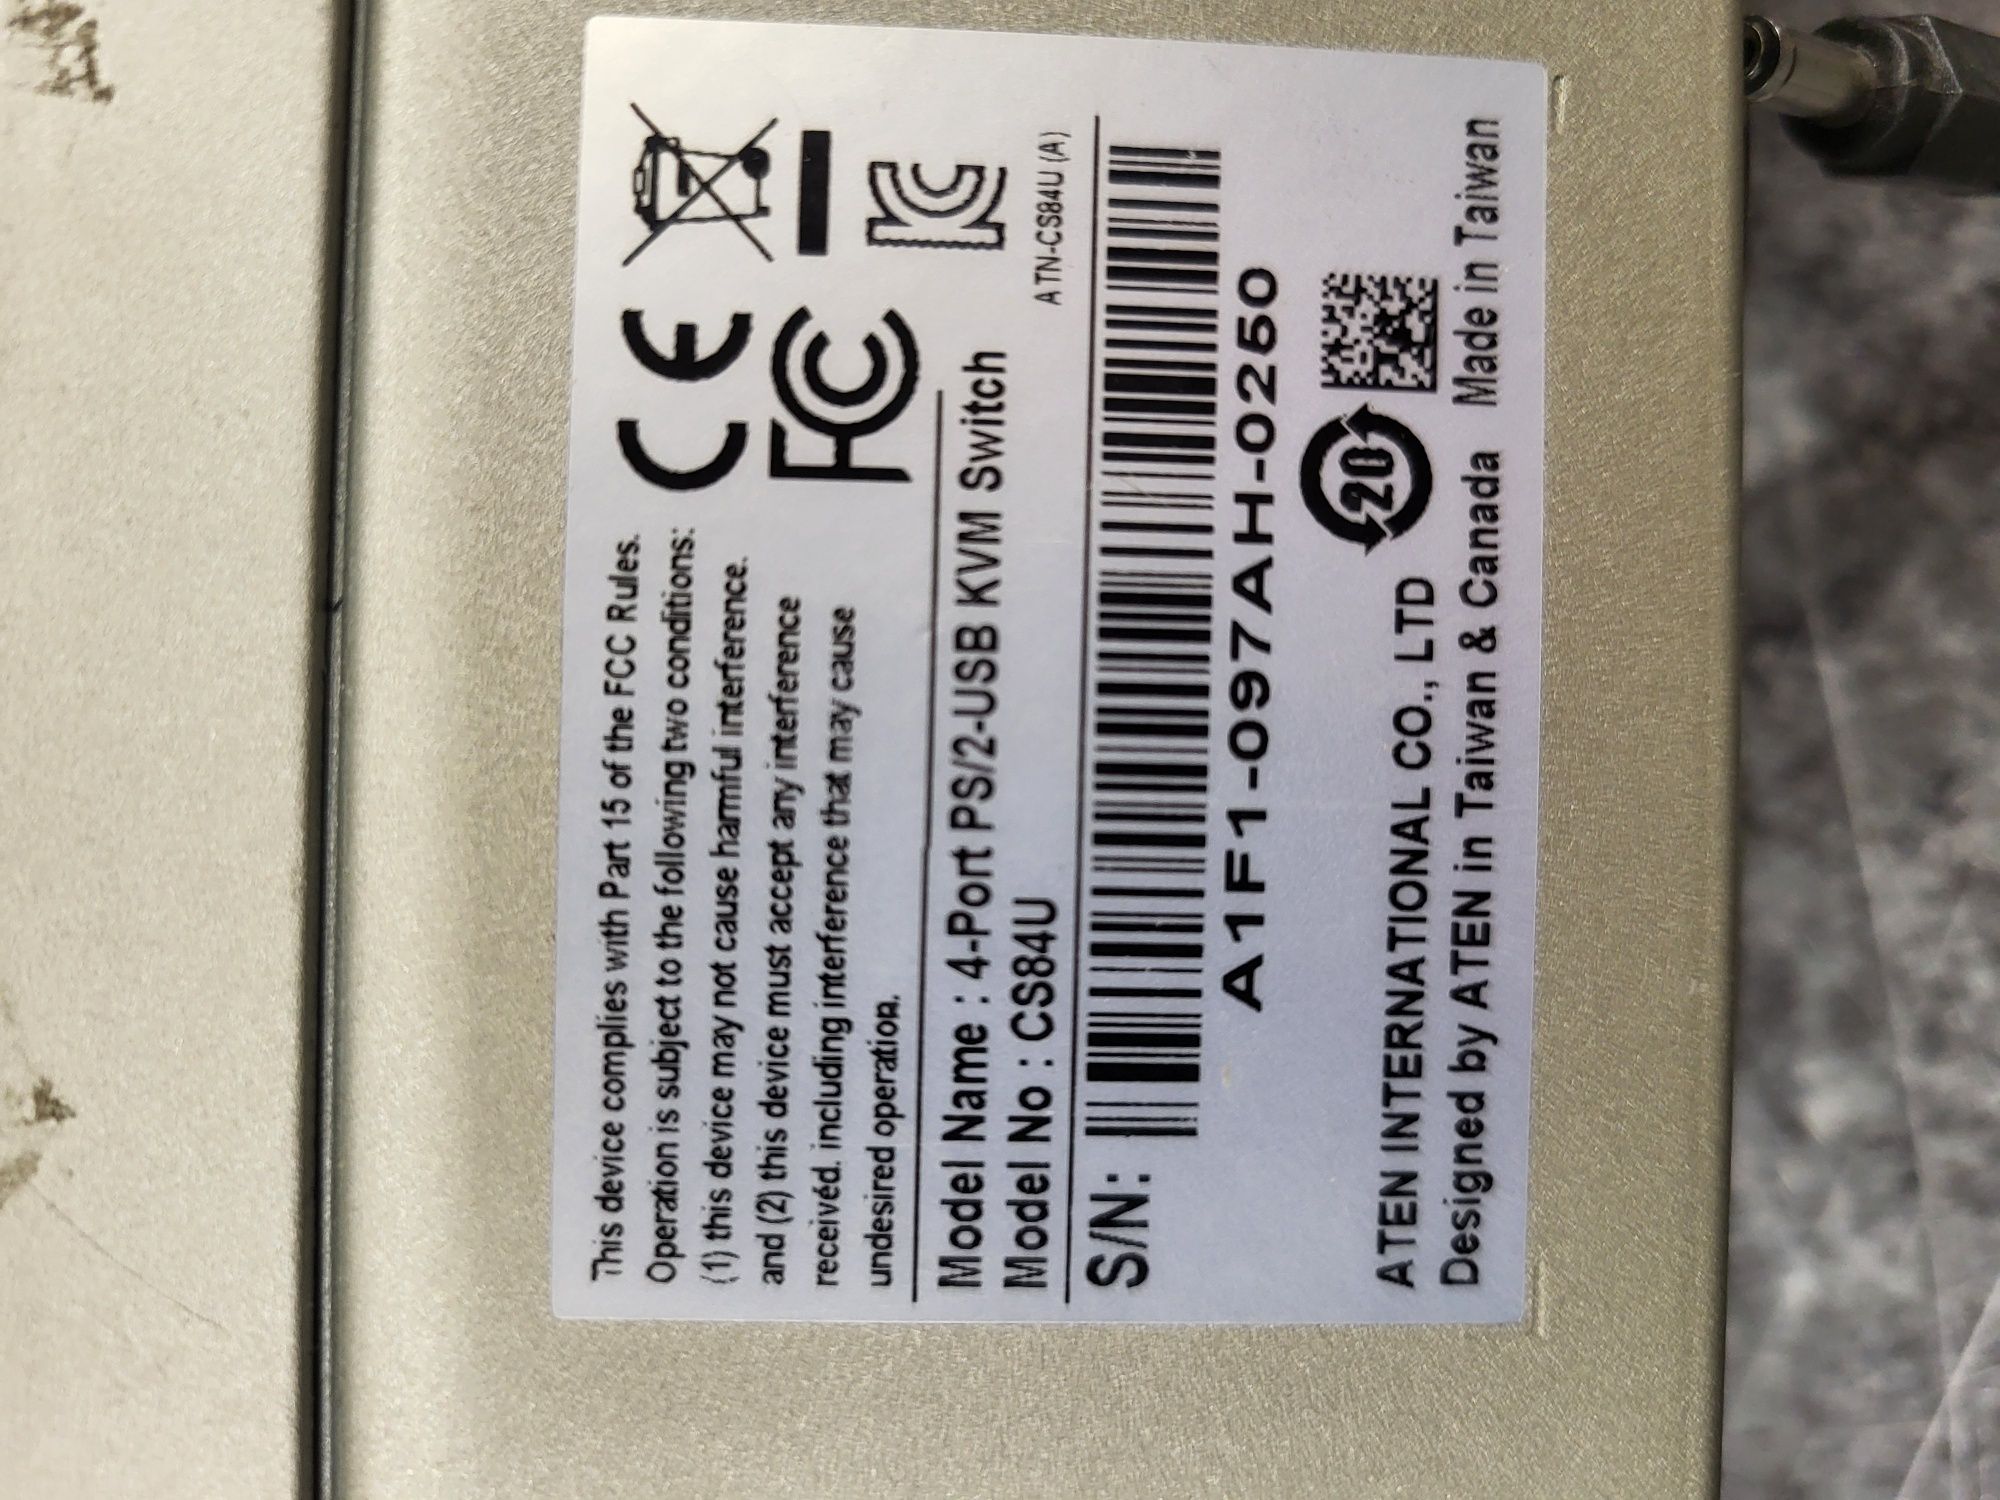 This device complies with Part 15 of the FCC Rules.
Operation is subject to the following two conditions:
(1) this device may not cause harmful interference.
and (2) this device must accept any interference
received. including interference that may cause
undesired operation.
CE
FC
KC
Model Name : 4-Port PS/2-USB KVM Switch
Model No : CS84U
ATN-CS84U (A)
S/N:
A1F1-097AH-0250
20
ATEN INTERNATIONAL CO., LTD
Designed by ATEN in Taiwan & Canada Made in Taiwan